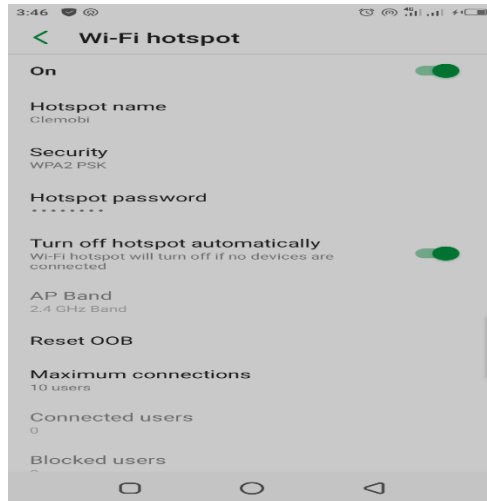 3:46
4G
Wi-Fi hotspot
On
Hotspot name
Clemobi
Security
WPA2 PSK
Hotspot password
Turn off hotspot automatically
Wi-Fi hotspot will turn off if no devices are
connected
AP Band
2.4 GHz Band
Reset OOB
Maximum connections
10 users
Connected users
0
Blocked users